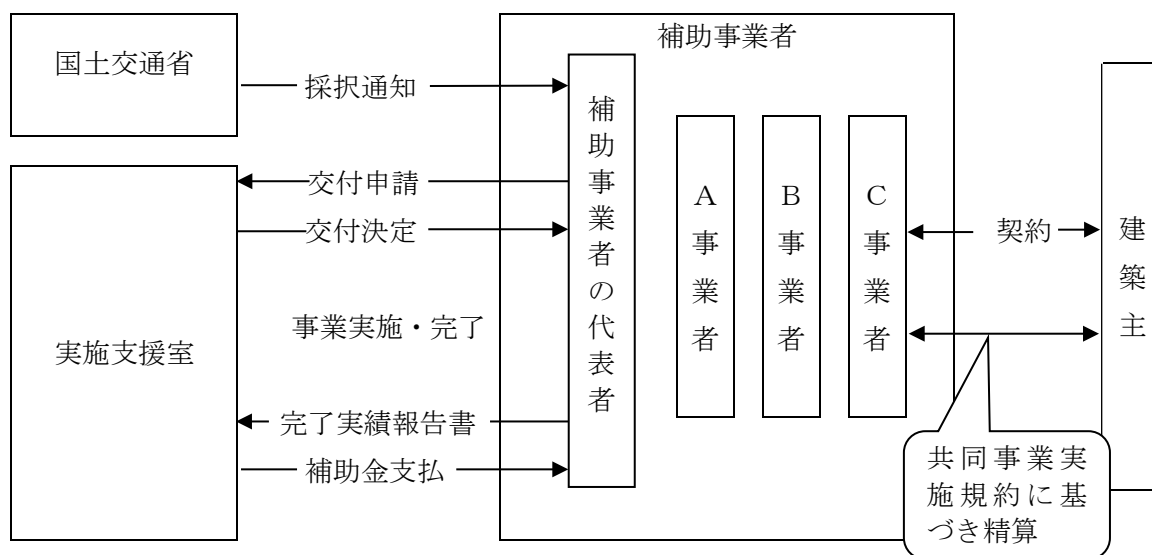 国土交通省
採択通知
補助事業者
補助事業者の代表者
A事業者
B事業者
C事業者
交付申請
交付決定
契約
建築主
事業実施・完了
実施支援室
完了実績報告書
補助金支払
共同事業実
施規約に基
づき精算